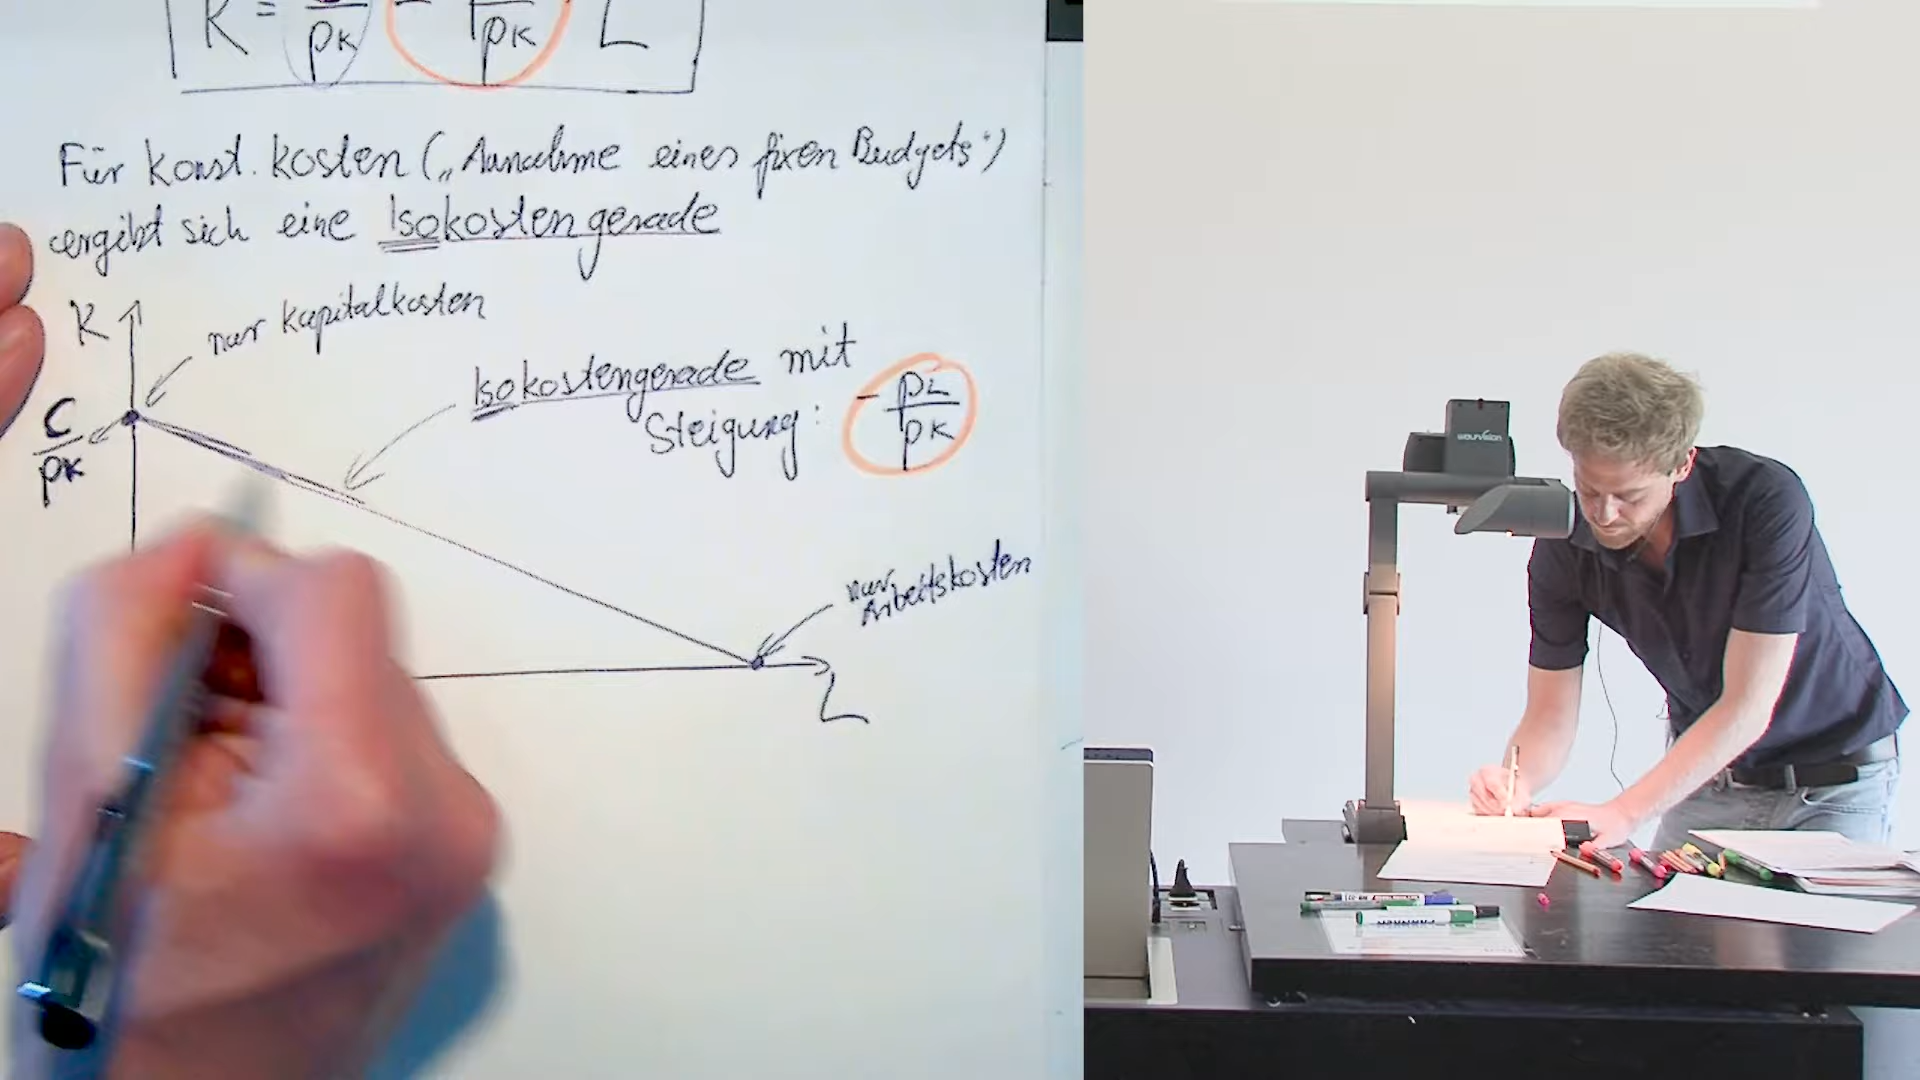 K = pK - pK L
Für konst. Kosten („Annahme eines fixen Budgets")
ergibt sich eine Isokostengerade
K
nur Kapitalkosten
Isokostengerade mit
Steigung: - pL/pK
C/pK
nur
Arbeitskosten
L
WOLFVISION